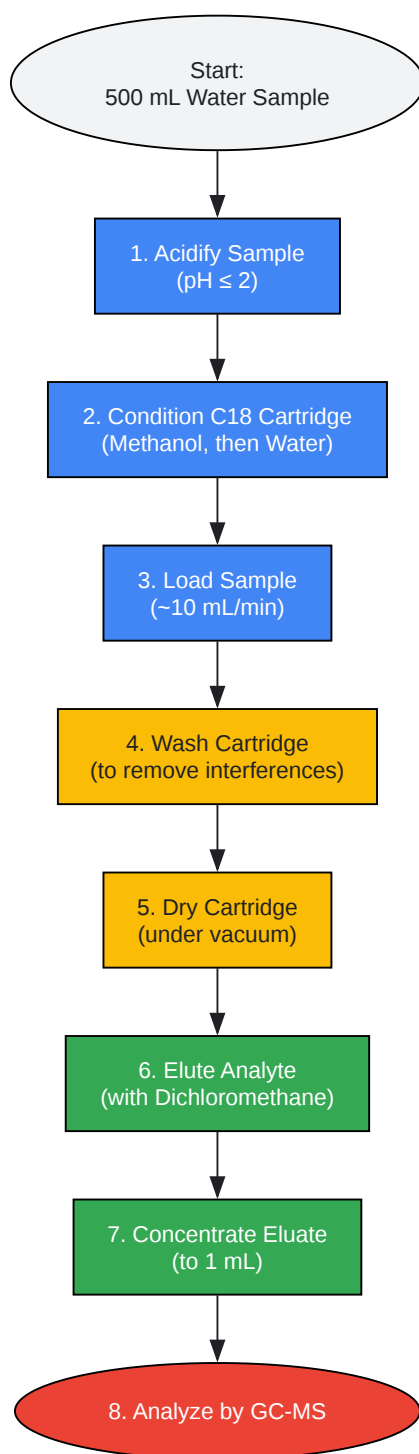 Start:
500 mL Water Sample
1. Acidify Sample
(pH ≤ 2)
2. Condition C18 Cartridge
(Methanol, then Water)
3. Load Sample
(~10 mL/min)
4. Wash Cartridge
(to remove interferences)
5. Dry Cartridge
(under vacuum)
6. Elute Analyte
(with Dichloromethane)
7. Concentrate Eluate
(to 1 mL)
8. Analyze by GC-MS